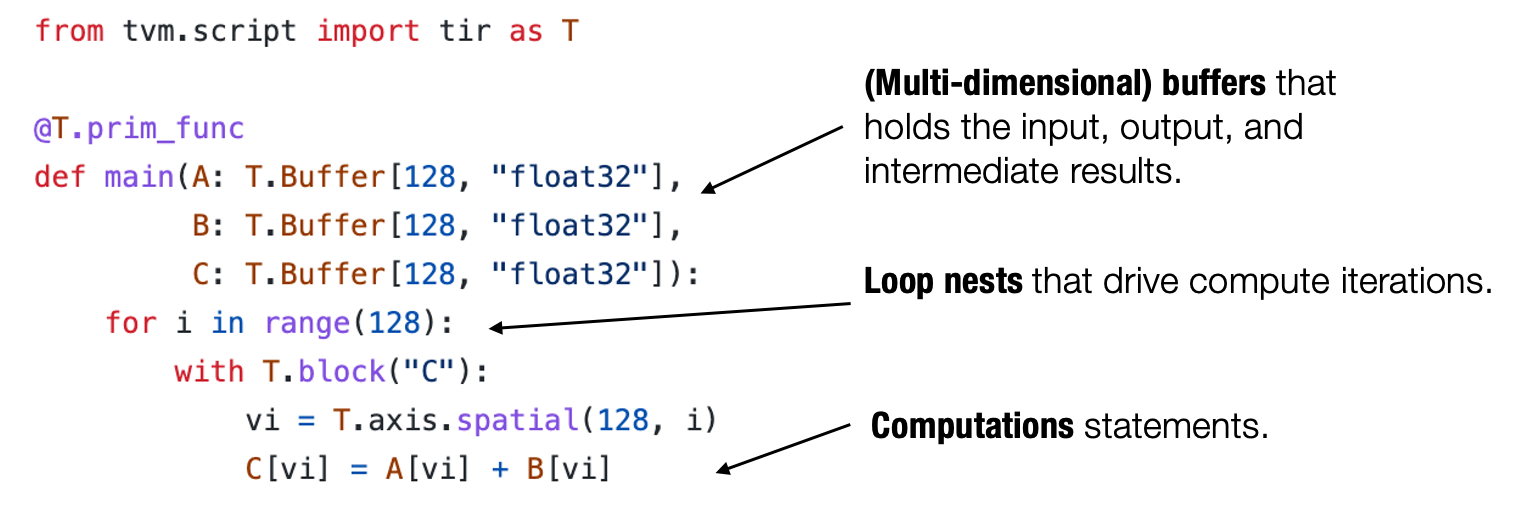 from tvm.script import tir as T
@T.prim_func
def main(A: T.Buffer[128, "float32"],
B: T.Buffer[128, "float32"],
C: T.Buffer[128, "float32"]):
for i in range(128):
with T.block("C"):
vi = T.axis.spatial(128, i)
C[vi] = A[vi] + B[vi]
(Multi-dimensional) buffers that
holds the input, output, and
intermediate results.
Loop nests that drive compute iterations.
Computations statements.